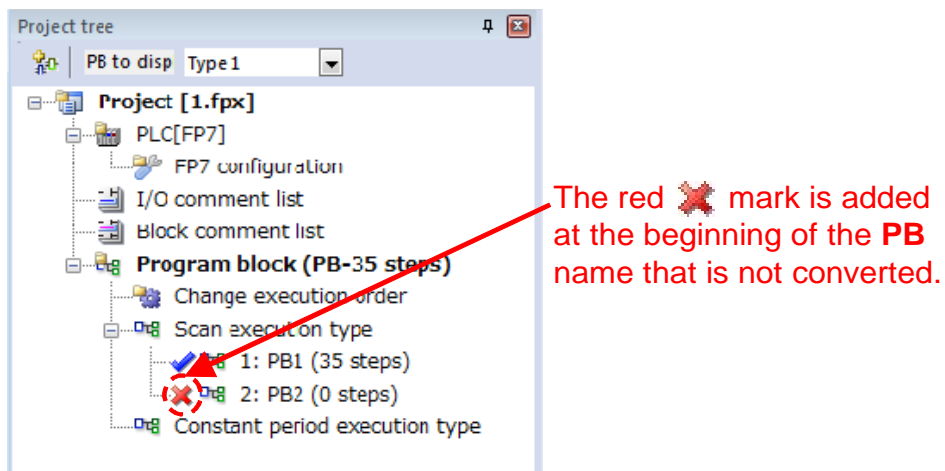 Project tree
PB to disp Type 1
Project [1.fpx]
PLC[FP7]
FP7 configuration
I/O comment list
Block comment list
Program block (PB-35 steps)
Change execution order
Scan execution type
1: PB1 (35 steps)
2: PB2 (0 steps)
Constant period execution type
The red mark is added
at the beginning of the PB
name that is not converted.